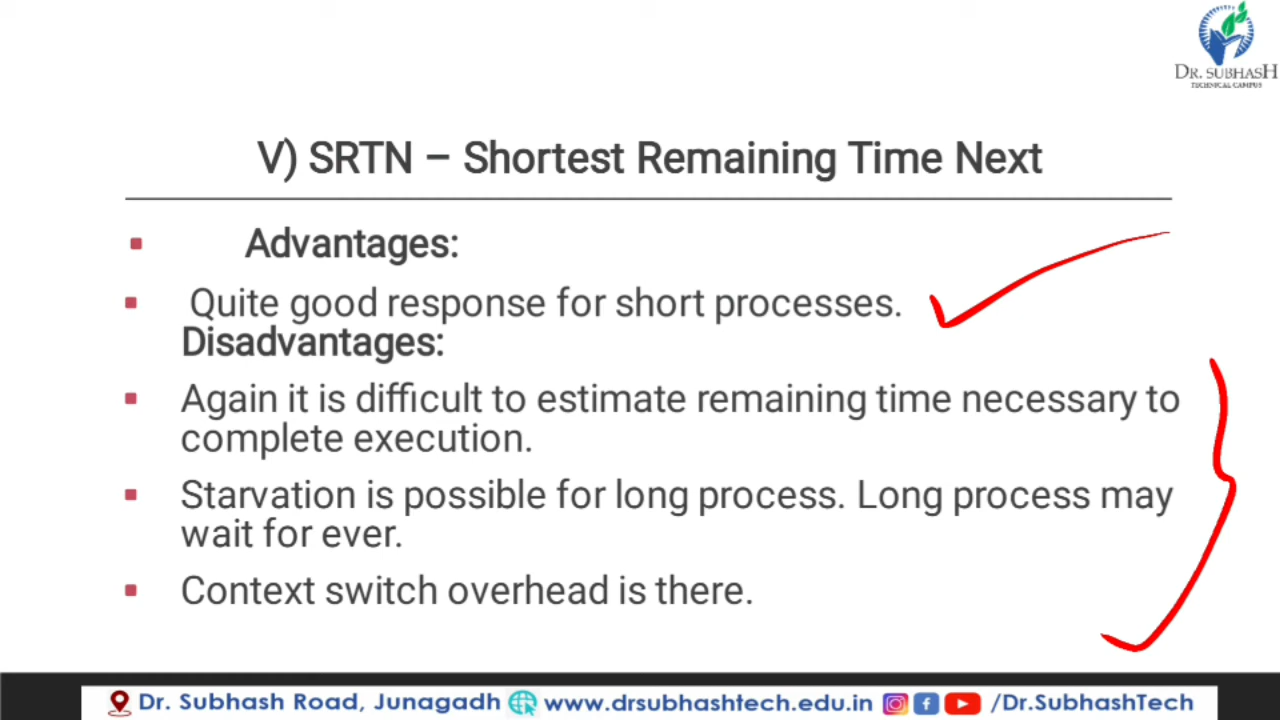 DR. SUBHASH
TECHNICAL CAMPUS
V) SRTN – Shortest Remaining Time Next
Advantages:
Quite good response for short processes.
Disadvantages:
Again it is difficult to estimate remaining time necessary to
complete execution.
Starvation is possible for long process. Long process may
wait for ever.
Context switch overhead is there.
Dr. Subhash Road, Junagadh www.drsubhashtech.edu.in /Dr.SubhashTech